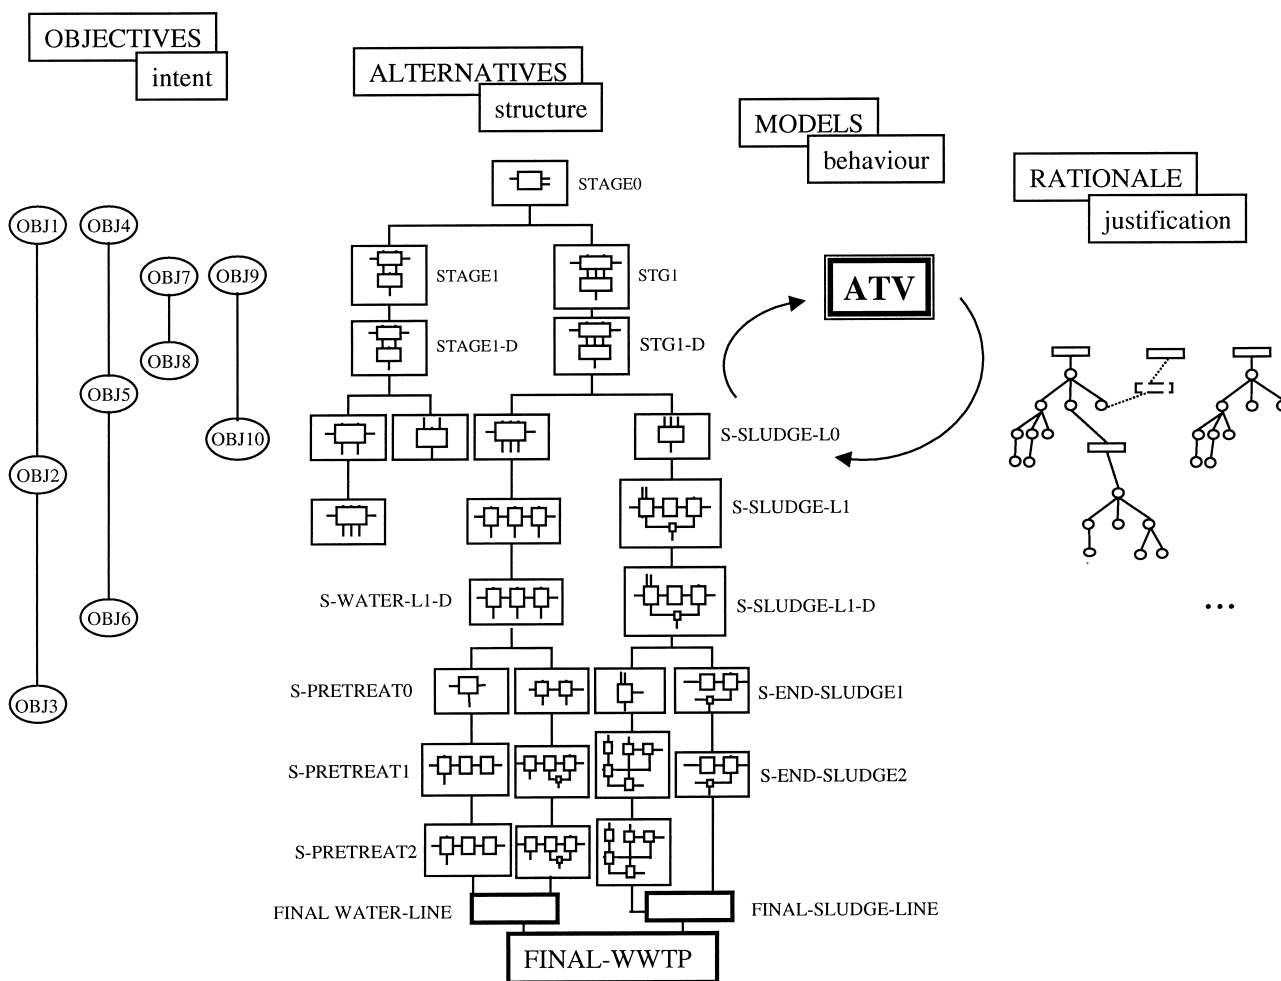 OBJECTIVES
intent
ALTERNATIVES
structure
MODELS
behaviour
RATIONALE
justification
STAGE0
OBJ1
OBJ4
OBJ7
OBJ9
STAGE1
STG1
ATV
STAGE1-D
STG1-D
OBJ8
OBJ5
OBJ10
S-SLUDGE-L0
OBJ2
S-SLUDGE-L1
S-WATER-L1-D
S-SLUDGE-L1-D
OBJ6
...
S-PRETREAT0
S-END-SLUDGE1
OBJ3
S-PRETREAT1
S-END-SLUDGE2
S-PRETREAT2
FINAL WATER-LINE
FINAL-SLUDGE-LINE
FINAL-WWTP